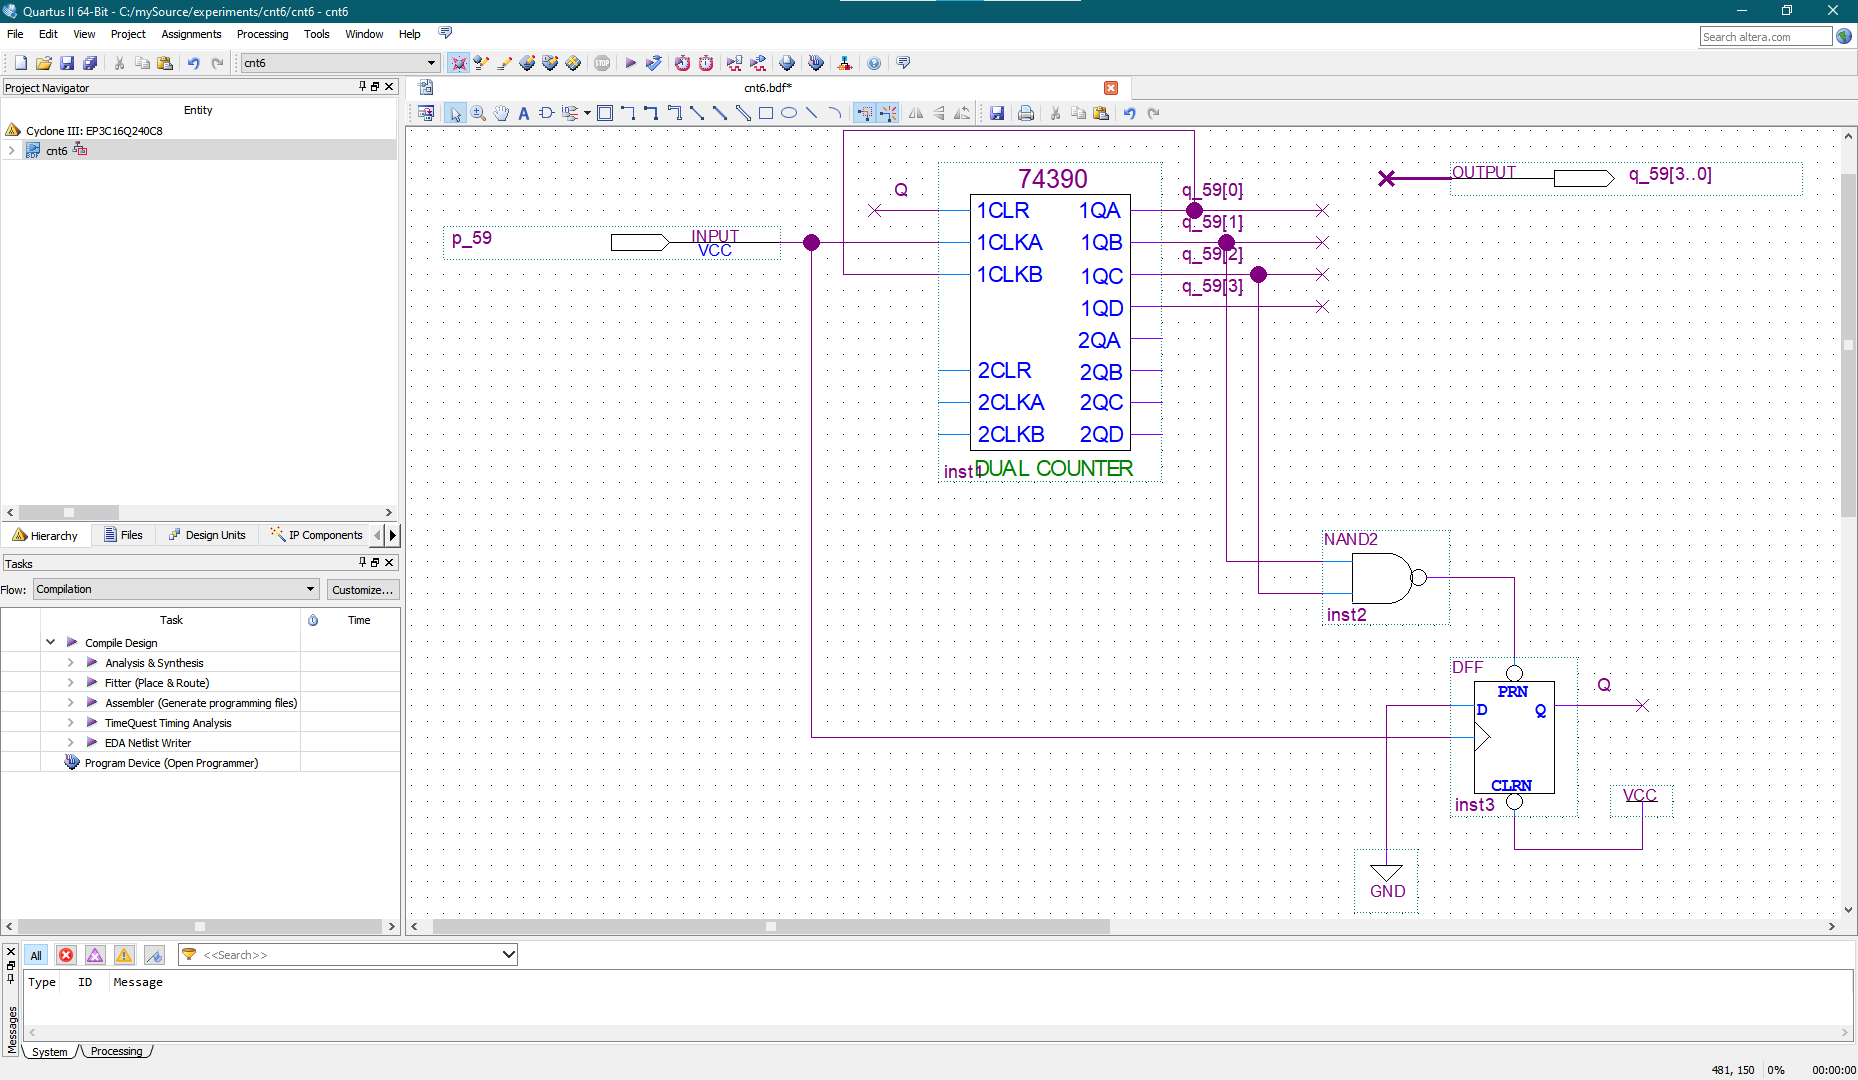 Quartus II 64-Bit - C:/mySource/experiments/cnt6/cnt6 - cnt6
File Edit View Project Assignments Processing Tools Window Help
Search altera.com
cnt6
STOP
Project Navigator
Entity
Cyclone III: EP3C16Q240C8
cnt6
Hierarchy Files Design Units IP Components
Tasks
Flow: Compilation Customize...
Task Time
Compile Design
Analysis & Synthesis
Fitter (Place & Route)
Assembler (Generate programming files)
TimeQuest Timing Analysis
EDA Netlist Writer
Program Device (Open Programmer)
cnt6.bdf*
74390
Q
1CLR 1QA q_59[0]
p_59 INPUT VCC
1CLKA 1QB q_59[1]
1CLKB 1QC q_59[2]
1QD q_59[3]
2QA
2CLR 2QB
2CLKA 2QC
2CLKB 2QD
inst1 DUAL COUNTER
OUTPUT q_59[3..0]
NAND2
inst2
DFF
PRN
D Q
Q
CLRN
inst3
VCC
GND
All <<Search>>
Type ID Message
Messages
System Processing
481, 150 0% 00:00:00